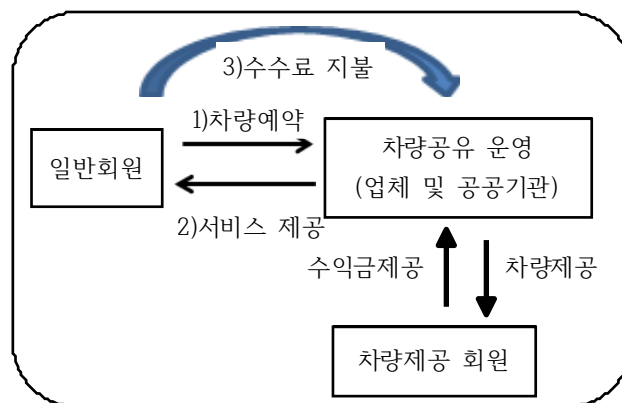 3)수수료 지불
1)차량예약
일반회원
차량공유 운영
(업체 및 공공기관)
2)서비스 제공
수익금제공
차량제공
차량제공 회원